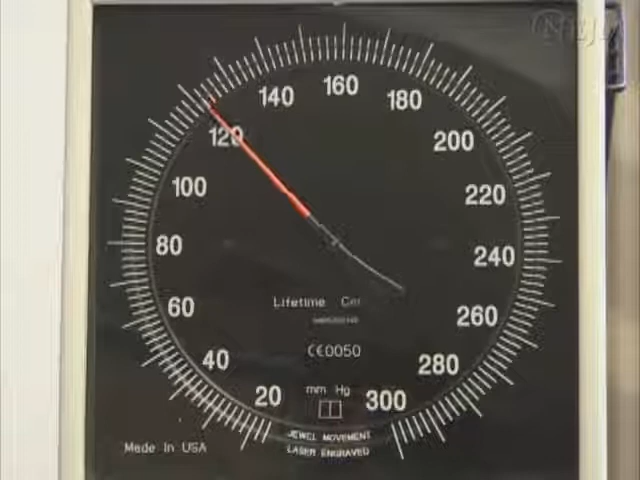 NEJM
160
140
180
120
200
100
220
80
240
60
260
Lifetime
CE0050
40
280
20
mm Hg
300
JEWEL MOVEMENT
LASER ENGRAVED
Made In USA